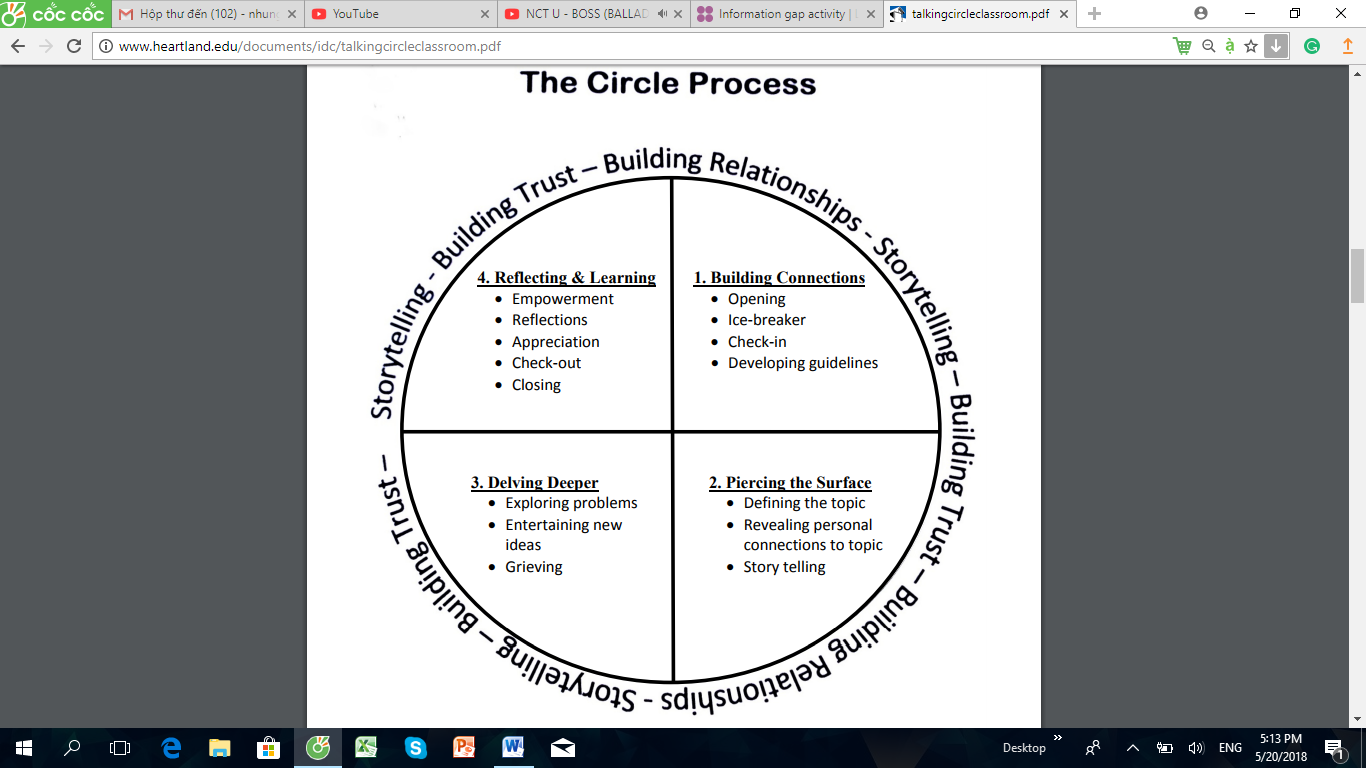 cốc cốc
Hộp thư đến (102) - nhun
YouTube
NCT U - BOSS (BALLAD
Information gap activity |
talkingcircleclassroom.pdf
www.heartland.edu/documents/idc/talkingcircleclassroom.pdf
The Circle Process
Storytelling - Building Trust – Building Relationships - Storytelling – Building Trust – Building Relationships - Storytelling – Building Trust –
4. Reflecting & Learning
• Empowerment
• Reflections
• Appreciation
• Check-out
• Closing
1. Building Connections
• Opening
• Ice-breaker
• Check-in
• Developing guidelines
3. Delving Deeper
• Exploring problems
• Entertaining new
ideas
• Grieving
2. Piercing the Surface
• Defining the topic
• Revealing personal
connections to topic
• Story telling
Desktop
ENG
5:13 PM
5/20/2018
1